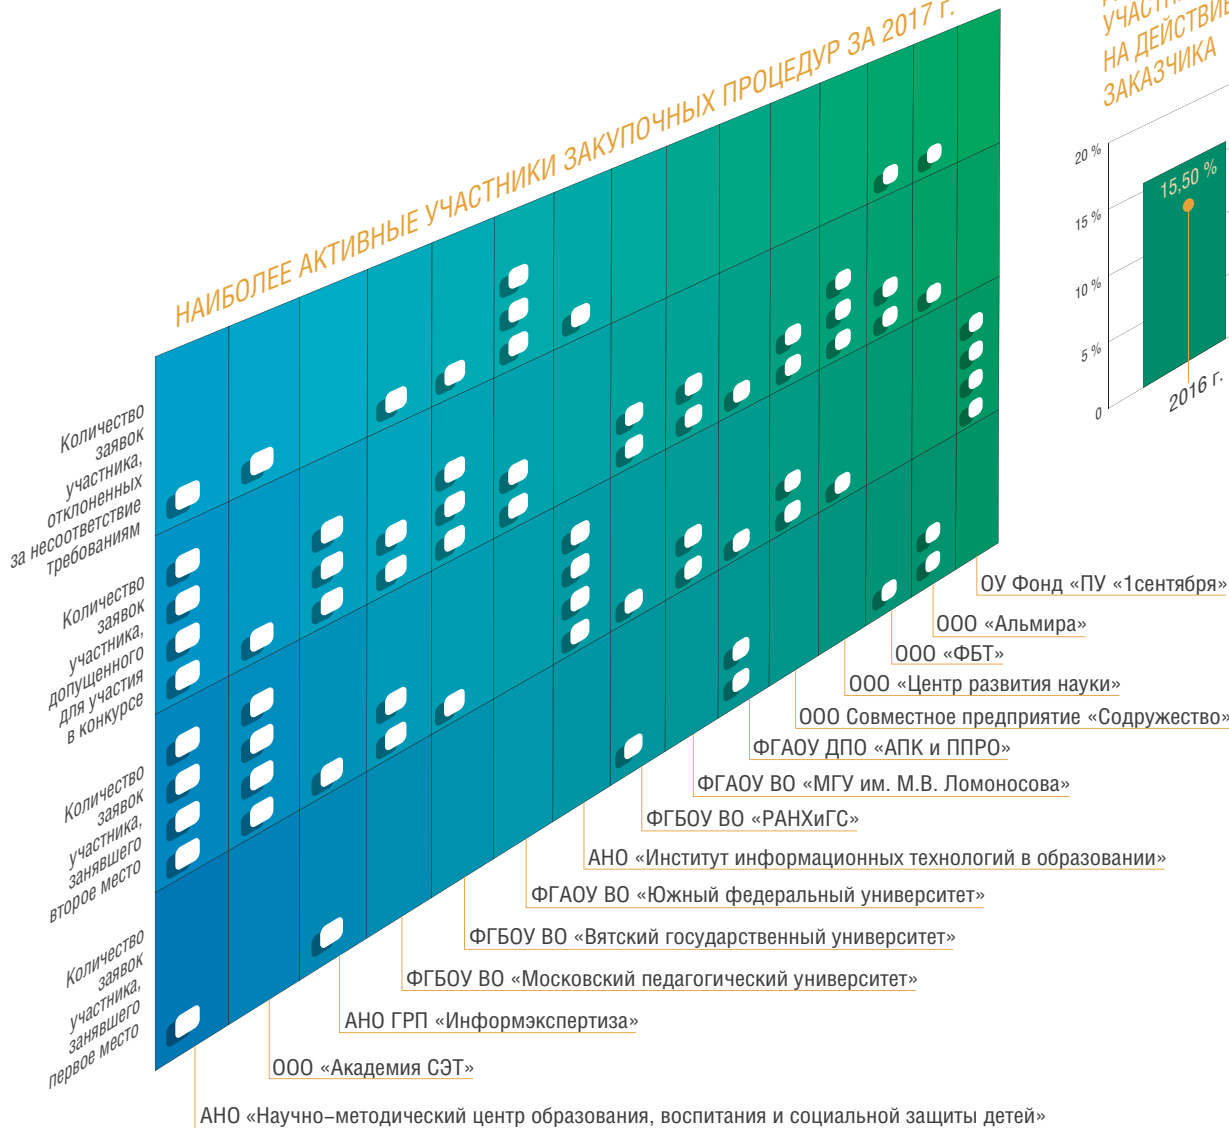 НАИБОЛЕЕ АКТИВНЫЕ УЧАСТНИКИ ЗАКУПОЧНЫХ ПРОЦЕДУР ЗА 2017 г.
Количество
заявок
участника,
отклоненных
за несоответствие
требованиям
Количество
заявок
участника,
допущенного
для участия
в конкурсе
Количество
заявок
участника,
занявшего
второе место
Количество
заявок
участника,
занявшего
первое место
ОУ Фонд «ПУ «1сентября»
ООО «Альмира»
ООО «ФБТ»
ООО «Центр развития науки»
ООО Совместное предприятие «Содружество»
ФГАОУ ДПО «АПК и ППРО»
ФГАОУ ВО «МГУ им. М.В. Ломоносова»
ФГБОУ ВО «РАНХиГС»
АНО «Институт информационных технологий в образовании»
ФГАОУ ВО «Южный федеральный университет»
ФГБОУ ВО «Вятский государственный университет»
ФГБОУ ВО «Московский педагогический университет»
АНО ГРП «Информэкспертиза»
ООО «Академия СЭТ»
АНО «Научно–методический центр образования, воспитания и социальной защиты детей»
НА ДЕЙСТВИЕ
ЗАКАЗЧИКА
20 %
15 %
10 %
5 %
0
15,50 %
2016 г.